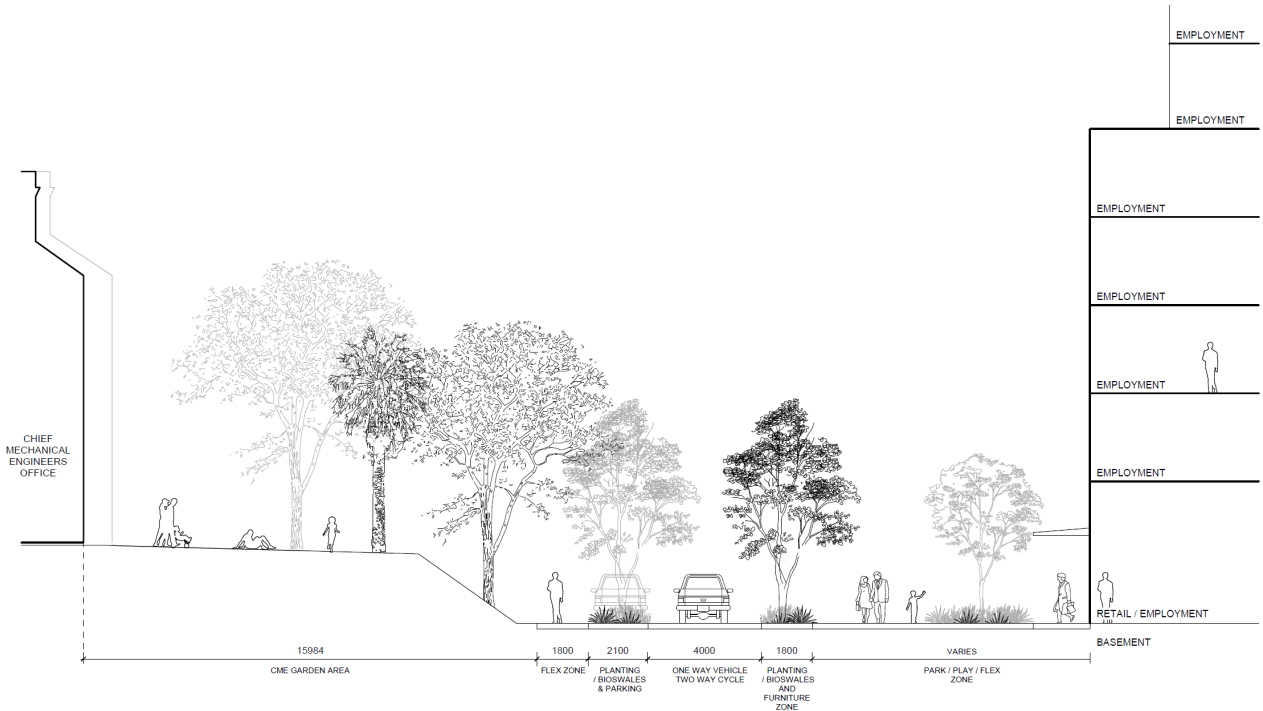 EMPLOYMENT
EMPLOYMENT
EMPLOYMENT
EMPLOYMENT
EMPLOYMENT
EMPLOYMENT
CHIEF
MECHANICAL
ENGINEERS
OFFICE
RETAIL / EMPLOYMENT
BASEMENT
15984
CME GARDEN AREA
1800
FLEX ZONE
2100
PLANTING
/ BIOSWALES
& PARKING
4000
ONE WAY VEHICLE
TWO WAY CYCLE
1800
PLANTING
/ BIOSWALES
AND
FURNITURE
ZONE
VARIES
PARK / PLAY / FLEX
ZONE